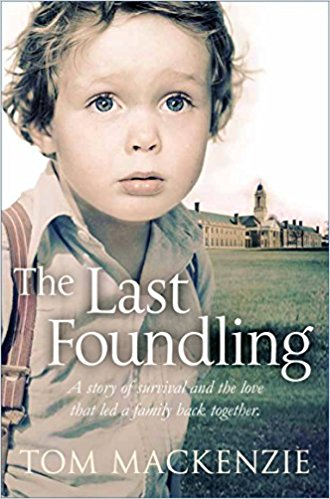 The Last
Foundling
A story of survival and the love
that led a family back together.
TOM MACKENZIE